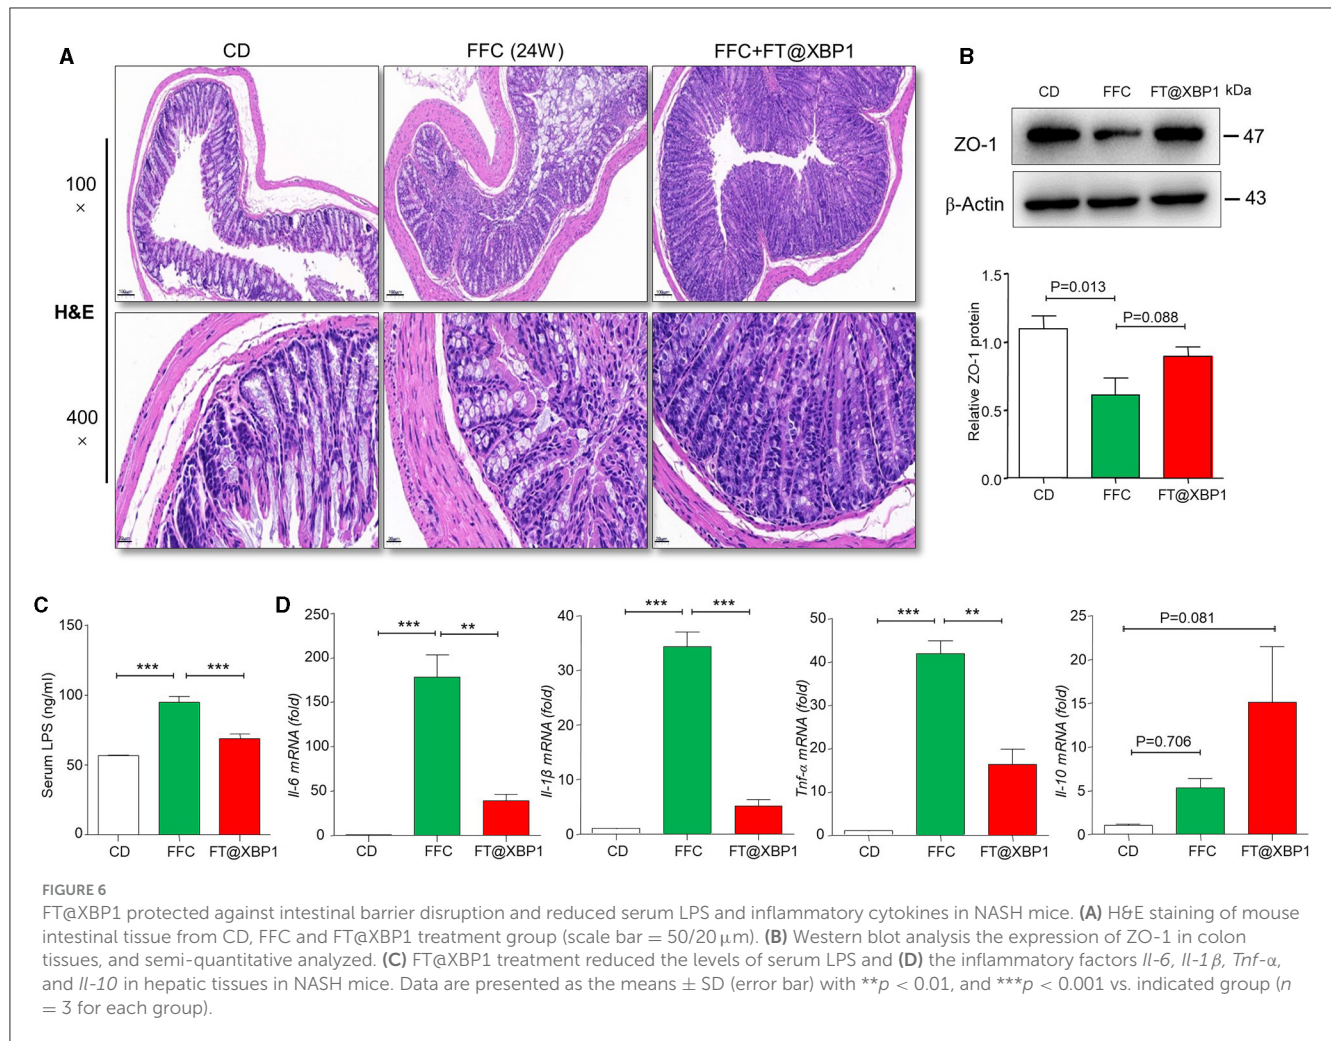 A
CD
FFC (24W)
FFC+FT@XBP1
100
×
H&E
400
×
100μm
100μm
100μm
20μm
20μm
20μm
B
CD FFC FT@XBP1 kDa
ZO-1
47
β-Actin
43
Relative ZO-1 protein
1.5
1.0
0.5
0.0
P=0.013
P=0.088
CD FFC FT@XBP1
C
Serum LPS (ng/ml)
150
100
50
0
*** ***
CD FFC FT@XBP1
D
Il-6 mRNA (fold)
250
200
150
100
50
0
*** **
CD FFC FT@XBP1
Il-1β mRNA (fold)
40
30
20
10
0
*** ***
CD FFC FT@XBP1
Tnf-α mRNA (fold)
50
40
30
20
10
0
*** **
CD FFC FT@XBP1
Il-10 mRNA (fold)
25
20
15
10
5
0
P=0.081
P=0.706
CD FFC FT@XBP1
FIGURE 6
FT@XBP1 protected against intestinal barrier disruption and reduced serum LPS and inflammatory cytokines in NASH mice. (A) H&E staining of mouse
intestinal tissue from CD, FFC and FT@XBP1 treatment group (scale bar = 50/20 μm). (B) Western blot analysis the expression of ZO-1 in colon
tissues, and semi-quantitative analyzed. (C) FT@XBP1 treatment reduced the levels of serum LPS and (D) the inflammatory factors Il-6, Il-1β, Tnf-α,
and Il-10 in hepatic tissues in NASH mice. Data are presented as the means ± SD (error bar) with **p < 0.01, and ***p < 0.001 vs. indicated group (n
= 3 for each group).